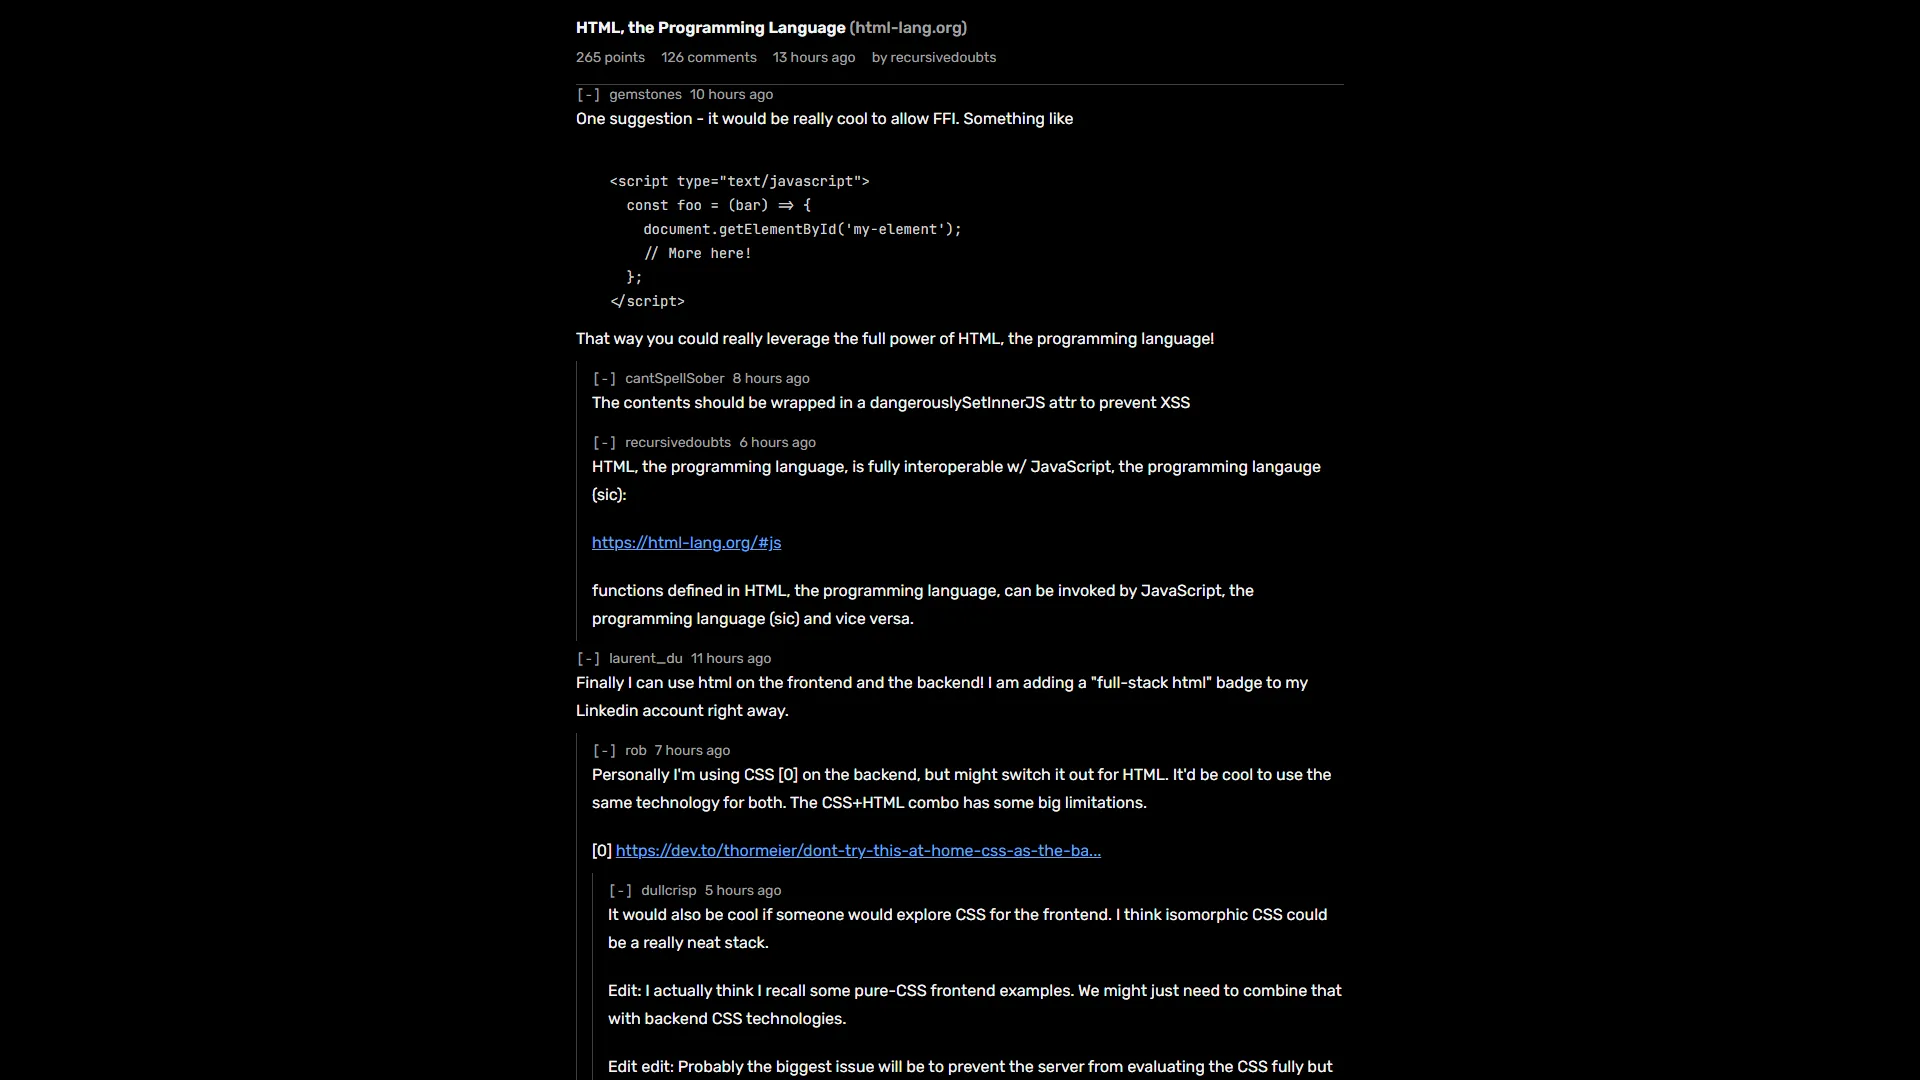 HTML, the Programming Language (html-lang.org)
265 points 126 comments 13 hours ago by recursivedoubts
[-] gemstones 10 hours ago
One suggestion - it would be really cool to allow FFI. Something like
<script type="text/javascript">
const foo = (bar) => {
document.getElementById('my-element');
// More here!
};
</script>
That way you could really leverage the full power of HTML, the programming language!
[-] cantSpellSober 8 hours ago
The contents should be wrapped in a dangerouslySetInnerJS attr to prevent XSS
[-] recursivedoubts 6 hours ago
HTML, the programming language, is fully interoperable w/ JavaScript, the programming langauge
(sic):
https://html-lang.org/#js
functions defined in HTML, the programming language, can be invoked by JavaScript, the
programming language (sic) and vice versa.
[-] laurent_du 11 hours ago
Finally I can use html on the frontend and the backend! I am adding a "full-stack html" badge to my
Linkedin account right away.
[-] rob 7 hours ago
Personally I'm using CSS [0] on the backend, but might switch it out for HTML. It'd be cool to use the
same technology for both. The CSS+HTML combo has some big limitations.
[0] https://dev.to/thormeier/dont-try-this-at-home-css-as-the-ba...
[-] dullcrisp 5 hours ago
It would also be cool if someone would explore CSS for the frontend. I think isomorphic CSS could
be a really neat stack.
Edit: I actually think I recall some pure-CSS frontend examples. We might just need to combine that
with backend CSS technologies.
Edit edit: Probably the biggest issue will be to prevent the server from evaluating the CSS fully but